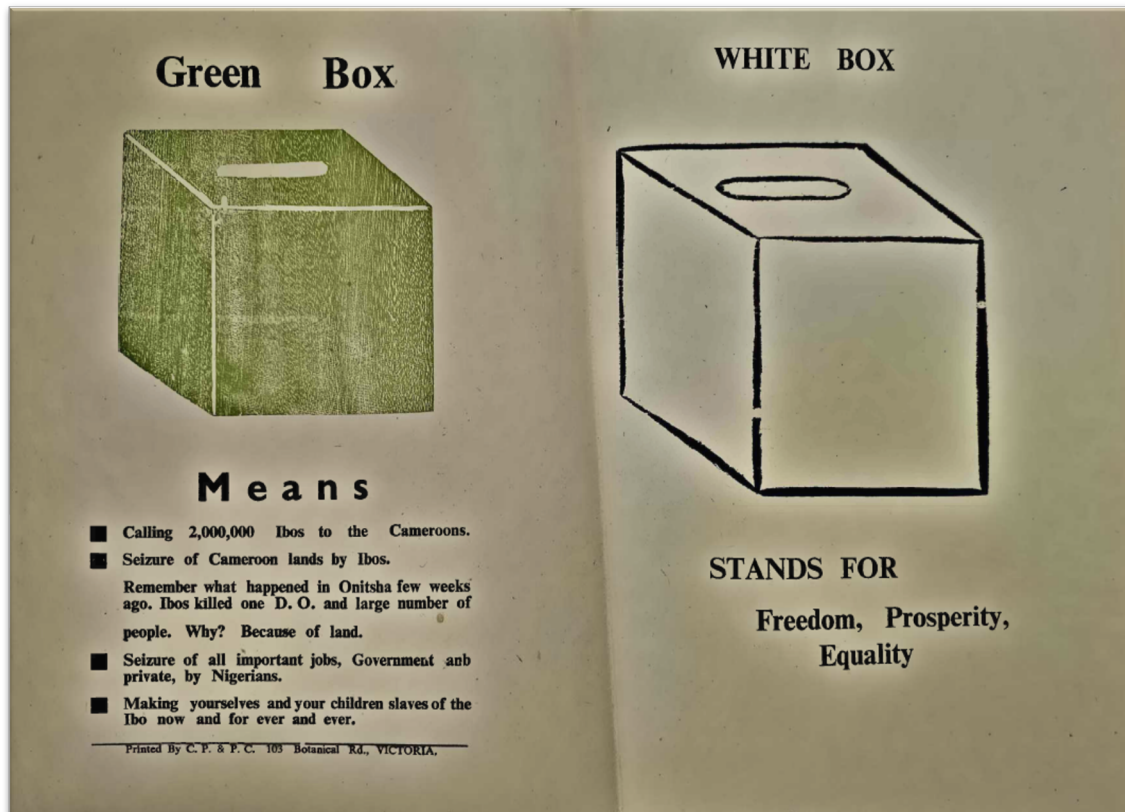 Green Box
Means
Calling 2,000,000 Ibos to the Cameroons.
Seizure of Cameroon lands by Ibos.
Remember what happened in Onitsha few weeks
ago. Ibos killed one D. O. and large number of
people. Why? Because of land.
Seizure of all important jobs, Government anb
private, by Nigerians.
Making yourselves and your children slaves of the
Ibo now and for ever and ever.
Printed By C. P. & P. C. 103 Botanical Rd., VICTORIA.
WHITE BOX
STANDS FOR
Freedom, Prosperity,
Equality